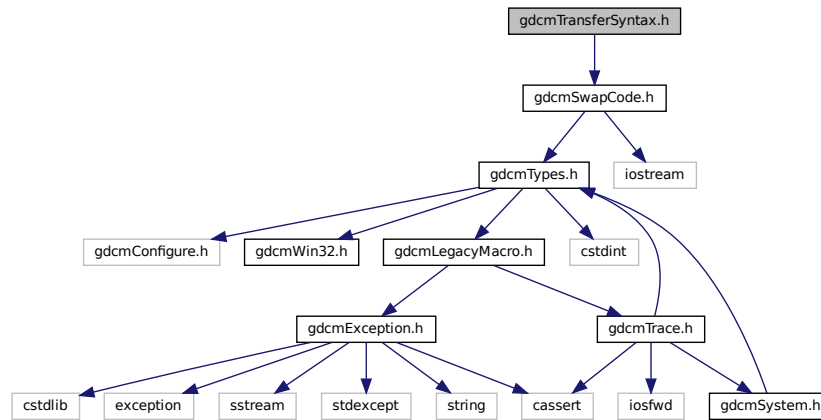 gdcmTransferSyntax.h
gdcmSwapCode.h
gdcmTypes.h
iostream
gdcmConfigure.h
gdcmWin32.h
gdcmLegacyMacro.h
cstdint
gdcmException.h
gdcmTrace.h
cstdlib
exception
sstream
stdexcept
string
cassert
iosfwd
gdcmSystem.h